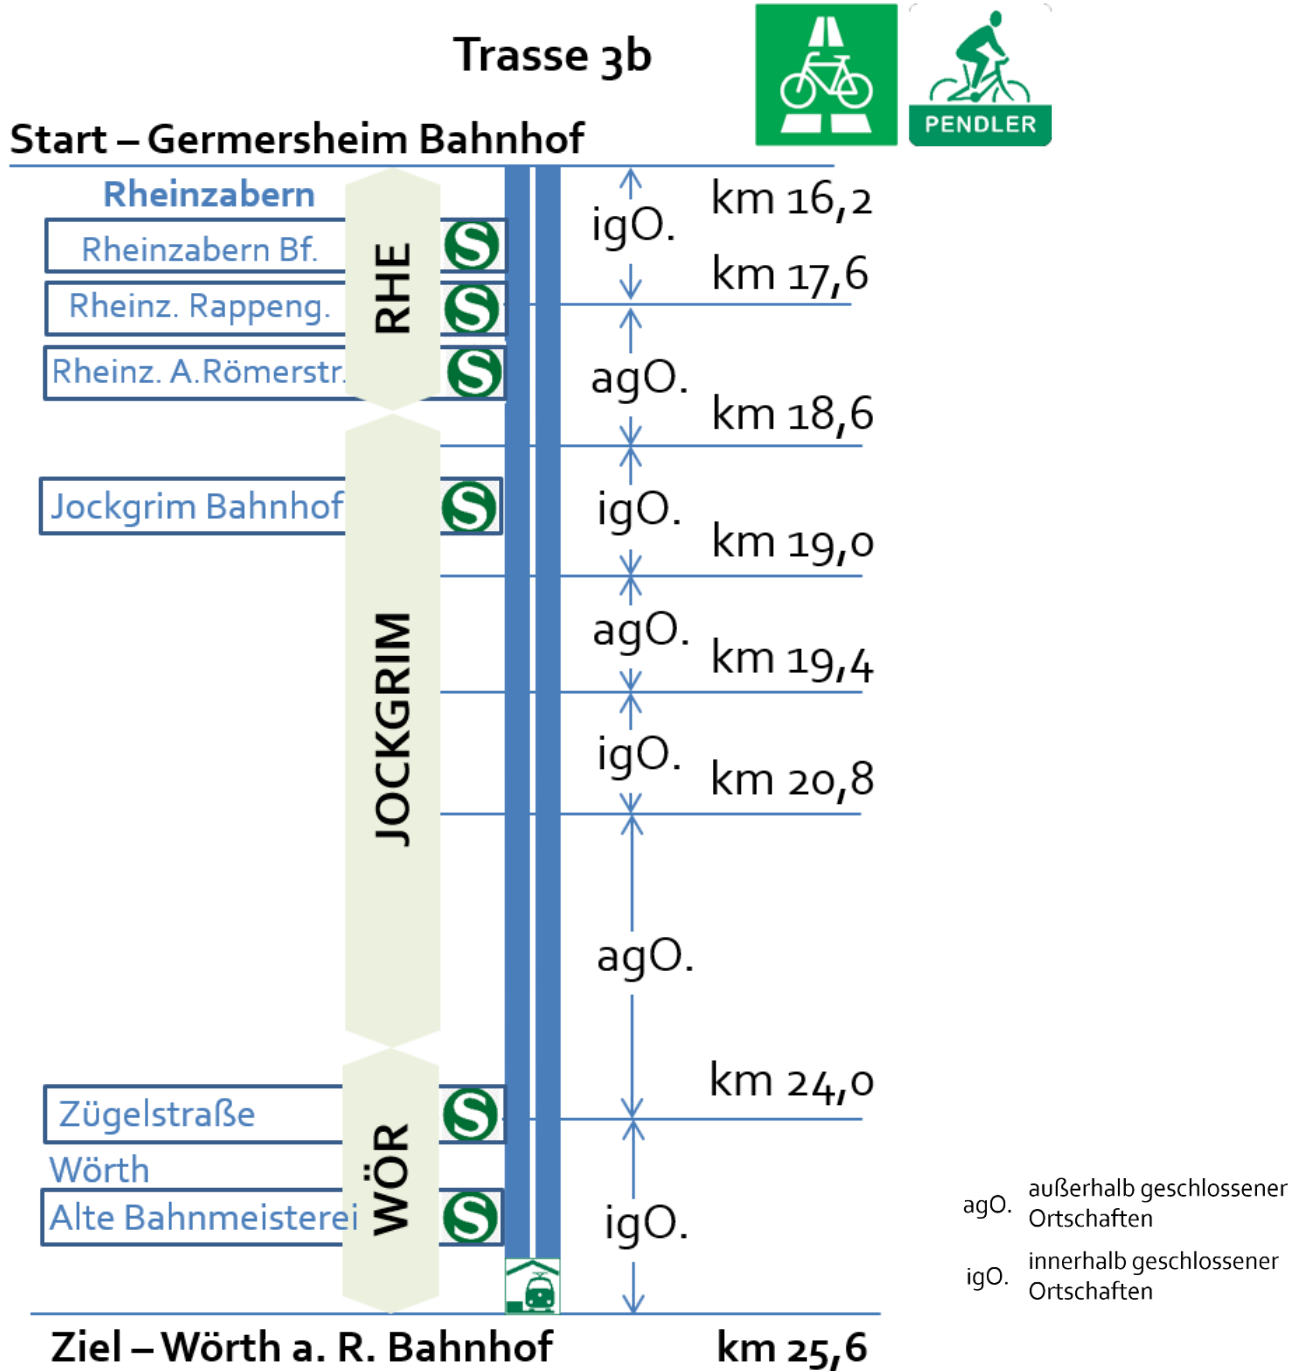 Trasse 3b
PENDLER
Start – Germersheim Bahnhof
Rheinzabern
km 16,2
igO.
Rheinzabern Bf.
S
RHE
km 17,6
Rheinz. Rappeng.
S
Rheinz. A.Römerstr.
S
agO.
km 18,6
Jockgrim Bahnhof
S
igO.
km 19,0
JOCKGRIM
agO.
km 19,4
igO.
km 20,8
agO.
km 24,0
Zügelstraße
S
WÖR
Wörth
Alte Bahnmeisterei
S
igO.
agO.
außerhalb geschlossener
Ortschaften
igO.
innerhalb geschlossener
Ortschaften
Ziel – Wörth a. R. Bahnhof
km 25,6